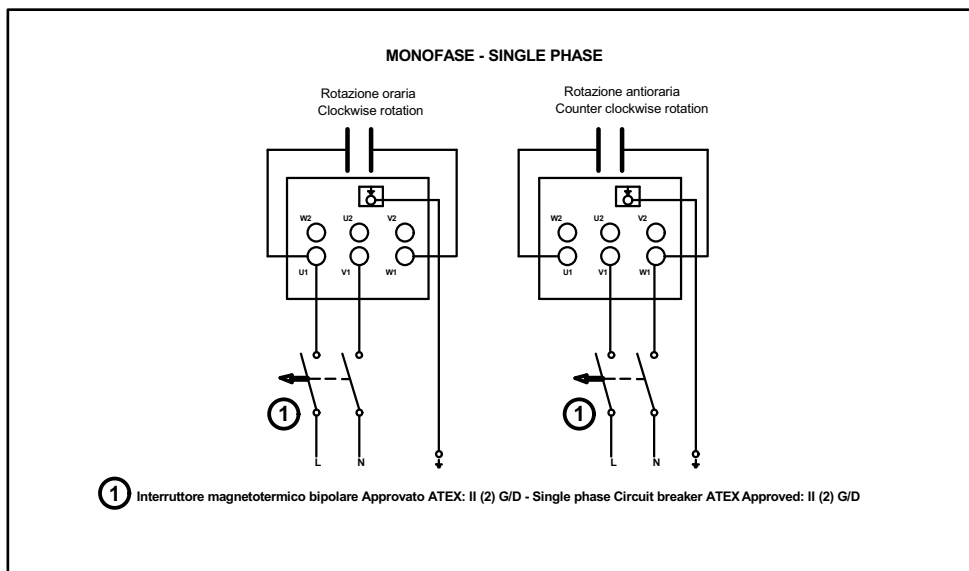 MONOFASE - SINGLE PHASE
Rotazione oraria
Clockwise rotation
W2 U2 V2
U1 V1 W1
1
L N
Rotazione antioraria
Counter clockwise rotation
W2 U2 V2
U1 V1 W1
1
L N
1 Interruttore magnetotermico bipolare Approvato ATEX: II (2) G/D - Single phase Circuit breaker ATEX Approved: II (2) G/D